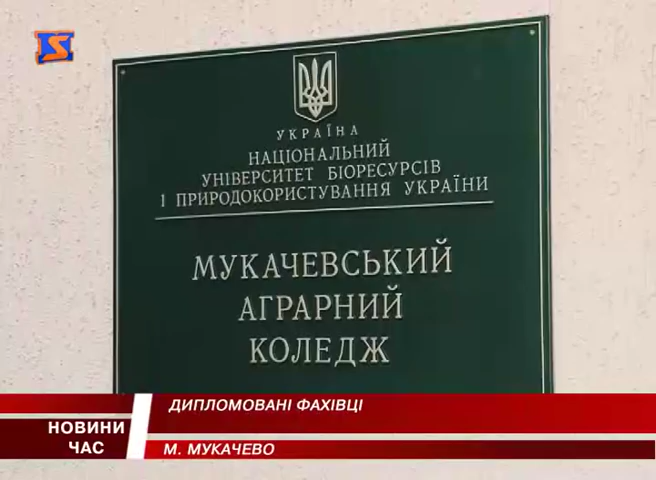 УКРАЇНА
НАЦІОНАЛЬНИЙ
УНІВЕРСИТЕТ БІОРЕСУРСІВ
І ПРИРОДОКОРИСТУВАННЯ УКРАЇНИ
МУКАЧЕВСЬКИЙ
АГРАРНИЙ
КОЛЕДЖ
ДИПЛОМОВАНІ ФАХІВЦІ
НОВИНИ
ЧАС
М. МУКАЧЕВО